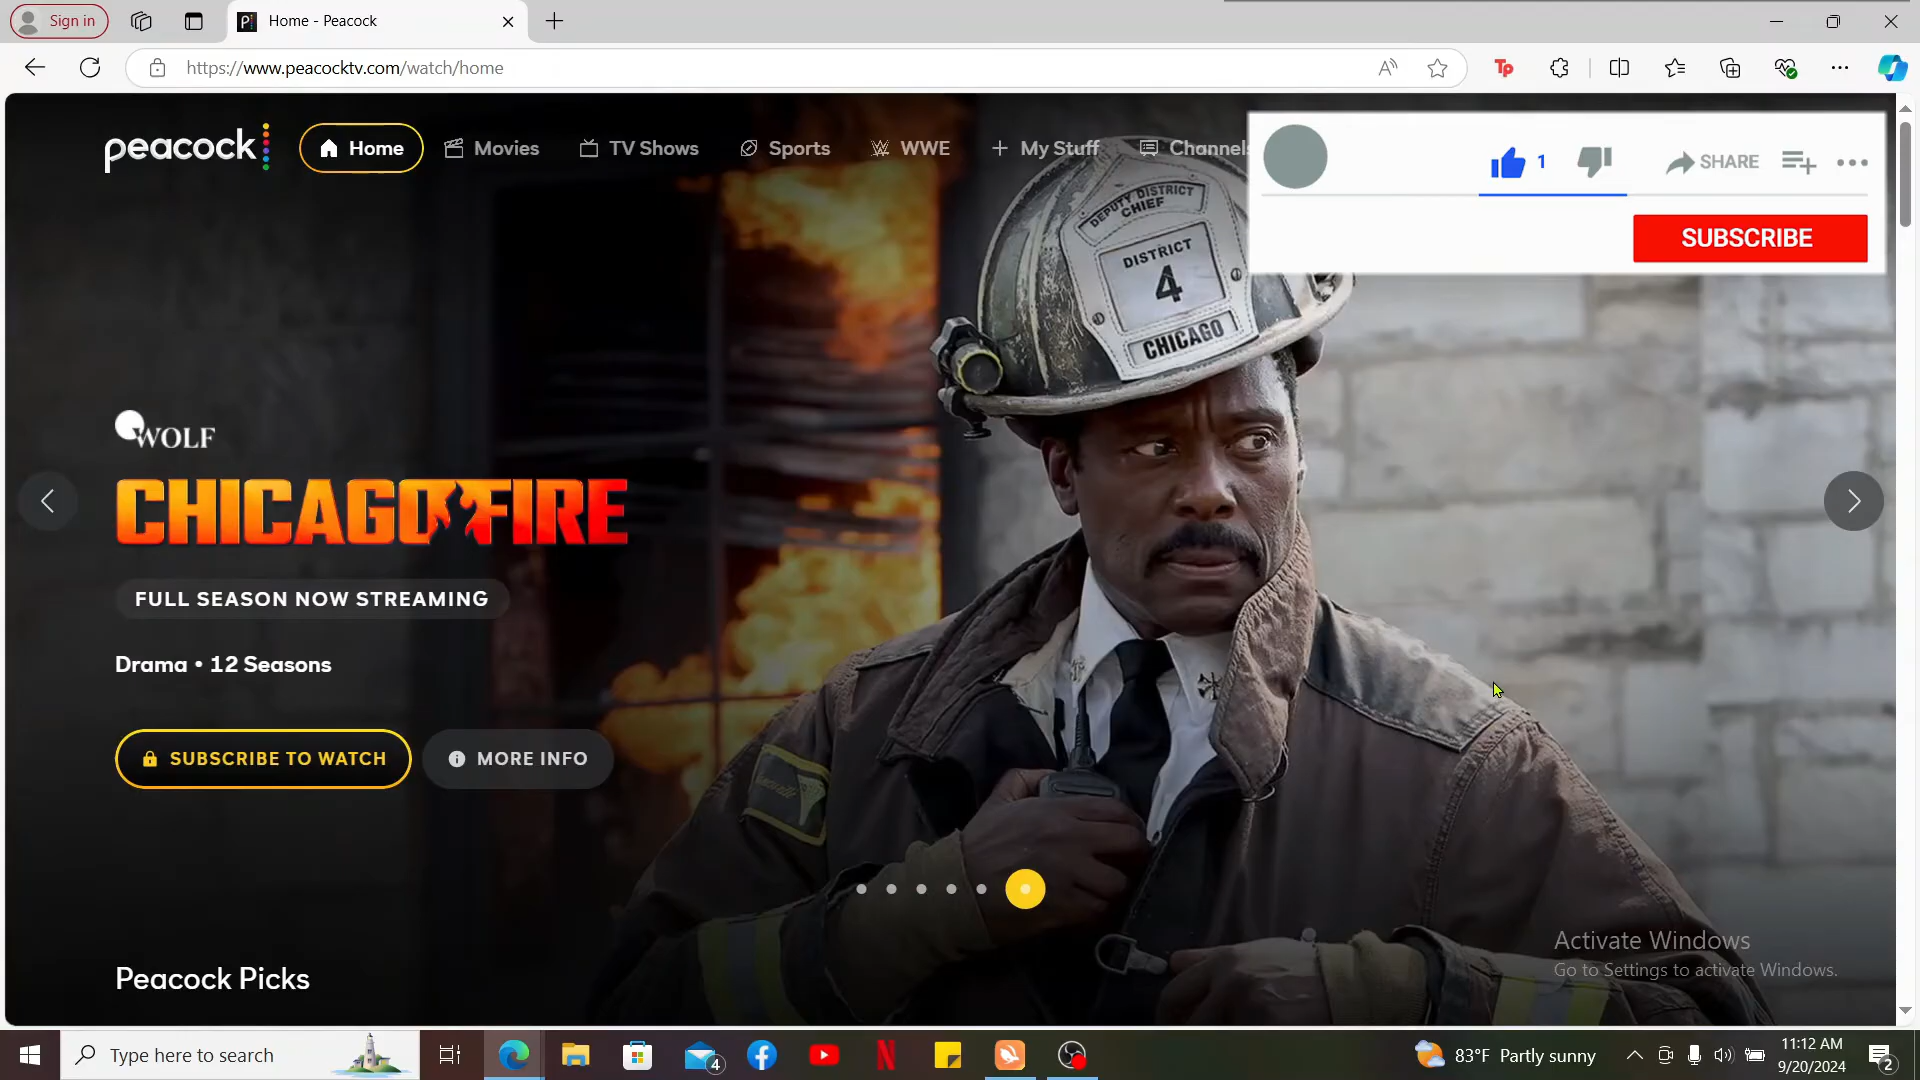 Sign in
Home - Peacock
https://www.peacocktv.com/watch/home
peacock
Home
Movies
TV Shows
Sports
WWE
My Stuff
Channels
1
SHARE
SUBSCRIBE
DEPUTY DISTRICT
CHIEF
DISTRICT
4
CHICAGO
WOLF
CHICAGO FIRE
FULL SEASON NOW STREAMING
Drama • 12 Seasons
SUBSCRIBE TO WATCH
MORE INFO
Peacock Picks
Activate Windows
Go to Settings to activate Windows.
Type here to search
4
83°F Partly sunny
11:12 AM
9/20/2024
2